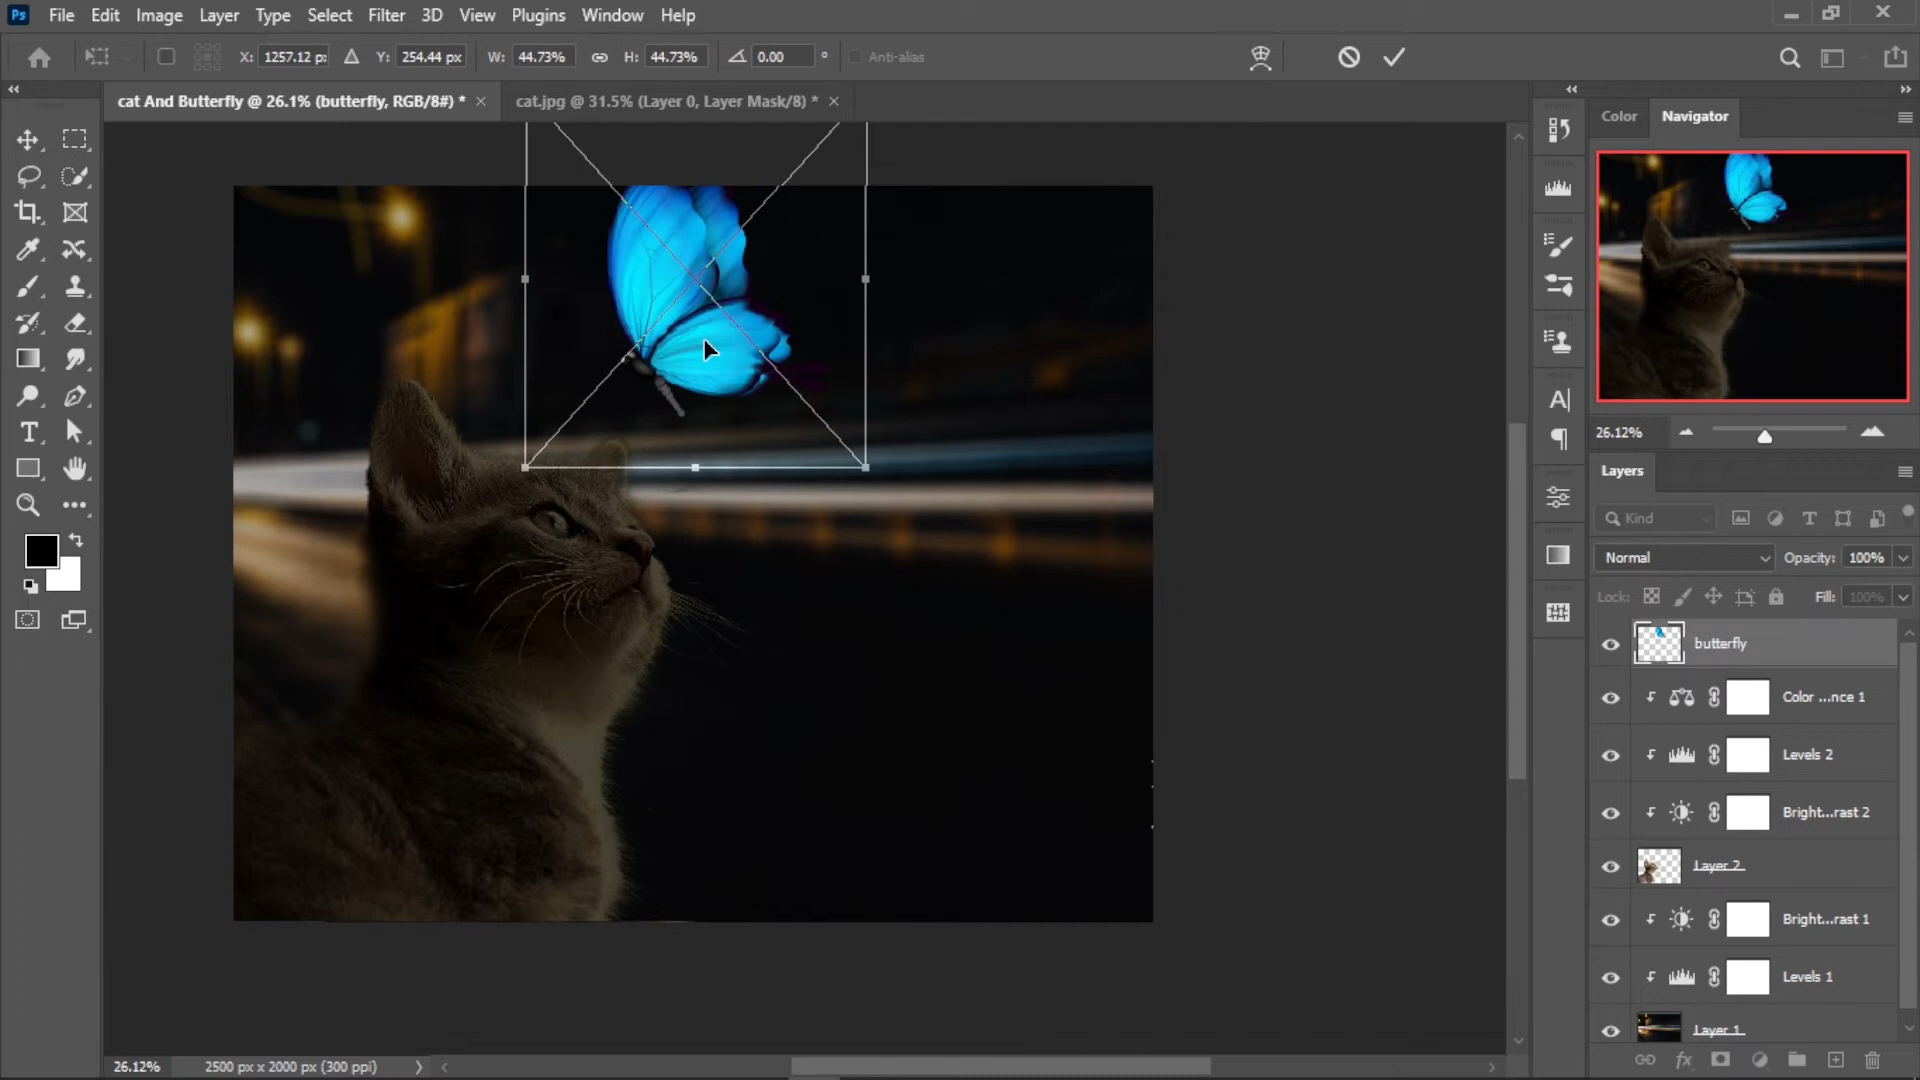 Ps File Edit Image Layer Type Select Filter 3D View Plugins Window Help
X: 1257.12 p: Y: 254.44 px W: 44.73% H: 44.73% 0.00 ° Anti-alias
cat And Butterfly @ 26.1% (butterfly, RGB/8#) * × cat.jpg @ 31.5% (Layer 0, Layer Mask/8) * ×
Color Navigator
26.12%
Layers
Kind
Normal Opacity: 100%
Lock: Fill: 100%
butterfly
Color ...nce 1
Levels 2
Bright...rast 2
Layer 2
Bright...rast 1
Levels 1
Layer 1
fx
26.12% 2500 px x 2000 px (300 ppi)